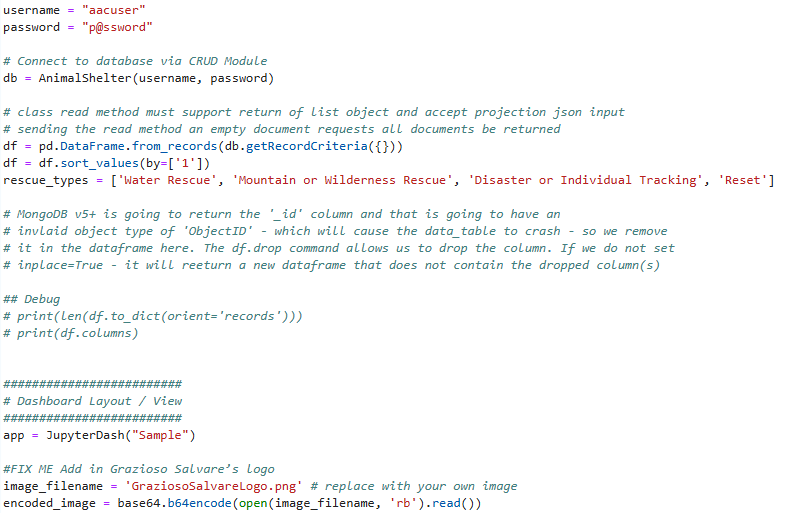 username = "aacuser"
password = "p@ssword"
# Connect to database via CRUD Module
db = AnimalShelter(username, password)
# class read method must support return of list object and accept projection json input
# sending the read method an empty document requests all documents be returned
df = pd.DataFrame.from_records(db.getRecordCriteria({}))
df = df.sort_values(by=['1'])
rescue_types = ['Water Rescue', 'Mountain or Wilderness Rescue', 'Disaster or Individual Tracking', 'Reset']
# MongoDB v5+ is going to return the '_id' column and that is going to have an
# invlaid object type of 'ObjectID' - which will cause the data_table to crash - so we remove
# it in the dataframe here. The df.drop command allows us to drop the column. If we do not set
# inplace=True - it will reeturn a new dataframe that does not contain the dropped column(s)
## Debug
# print(len(df.to_dict(orient='records')))
# print(df.columns)
#########################
# Dashboard Layout / View
#########################
app = JupyterDash("Sample")
#FIX ME Add in Grazioso Salvare’s logo
image_filename = 'GraziosoSalvareLogo.png' # replace with your own image
encoded_image = base64.b64encode(open(image_filename, 'rb').read())